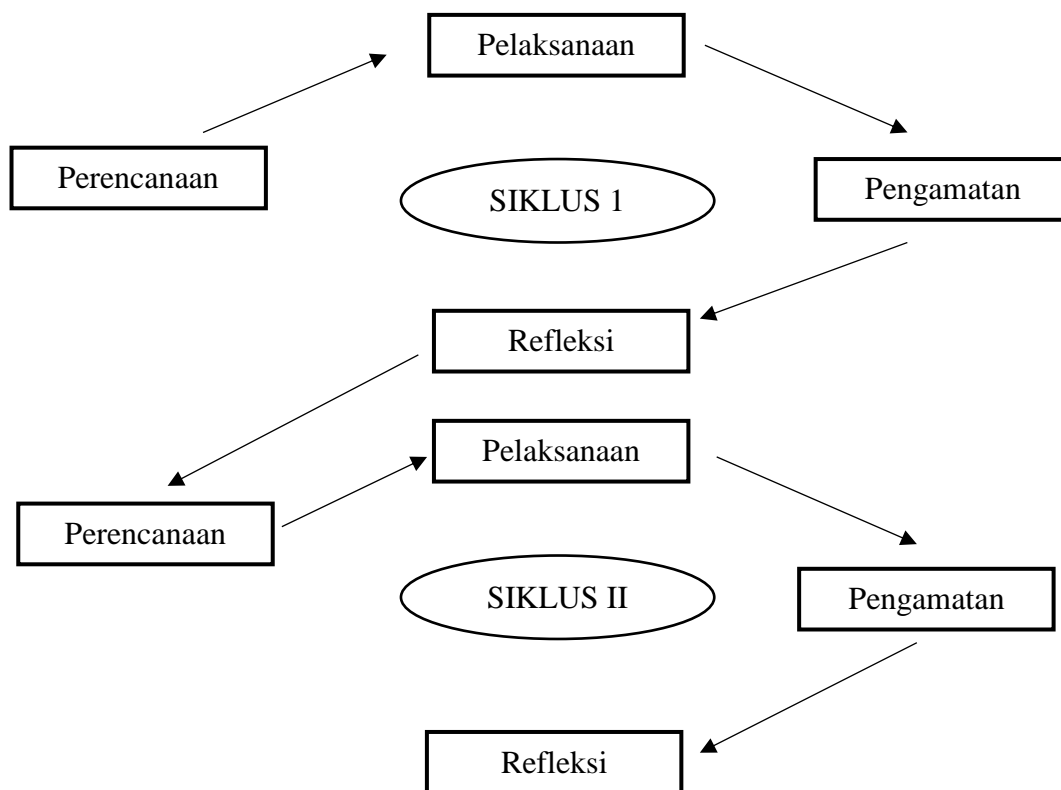 Pelaksanaan
Perencanaan
SIKLUS 1
Pengamatan
Refleksi
Pelaksanaan
Perencanaan
SIKLUS II
Pengamatan
Refleksi